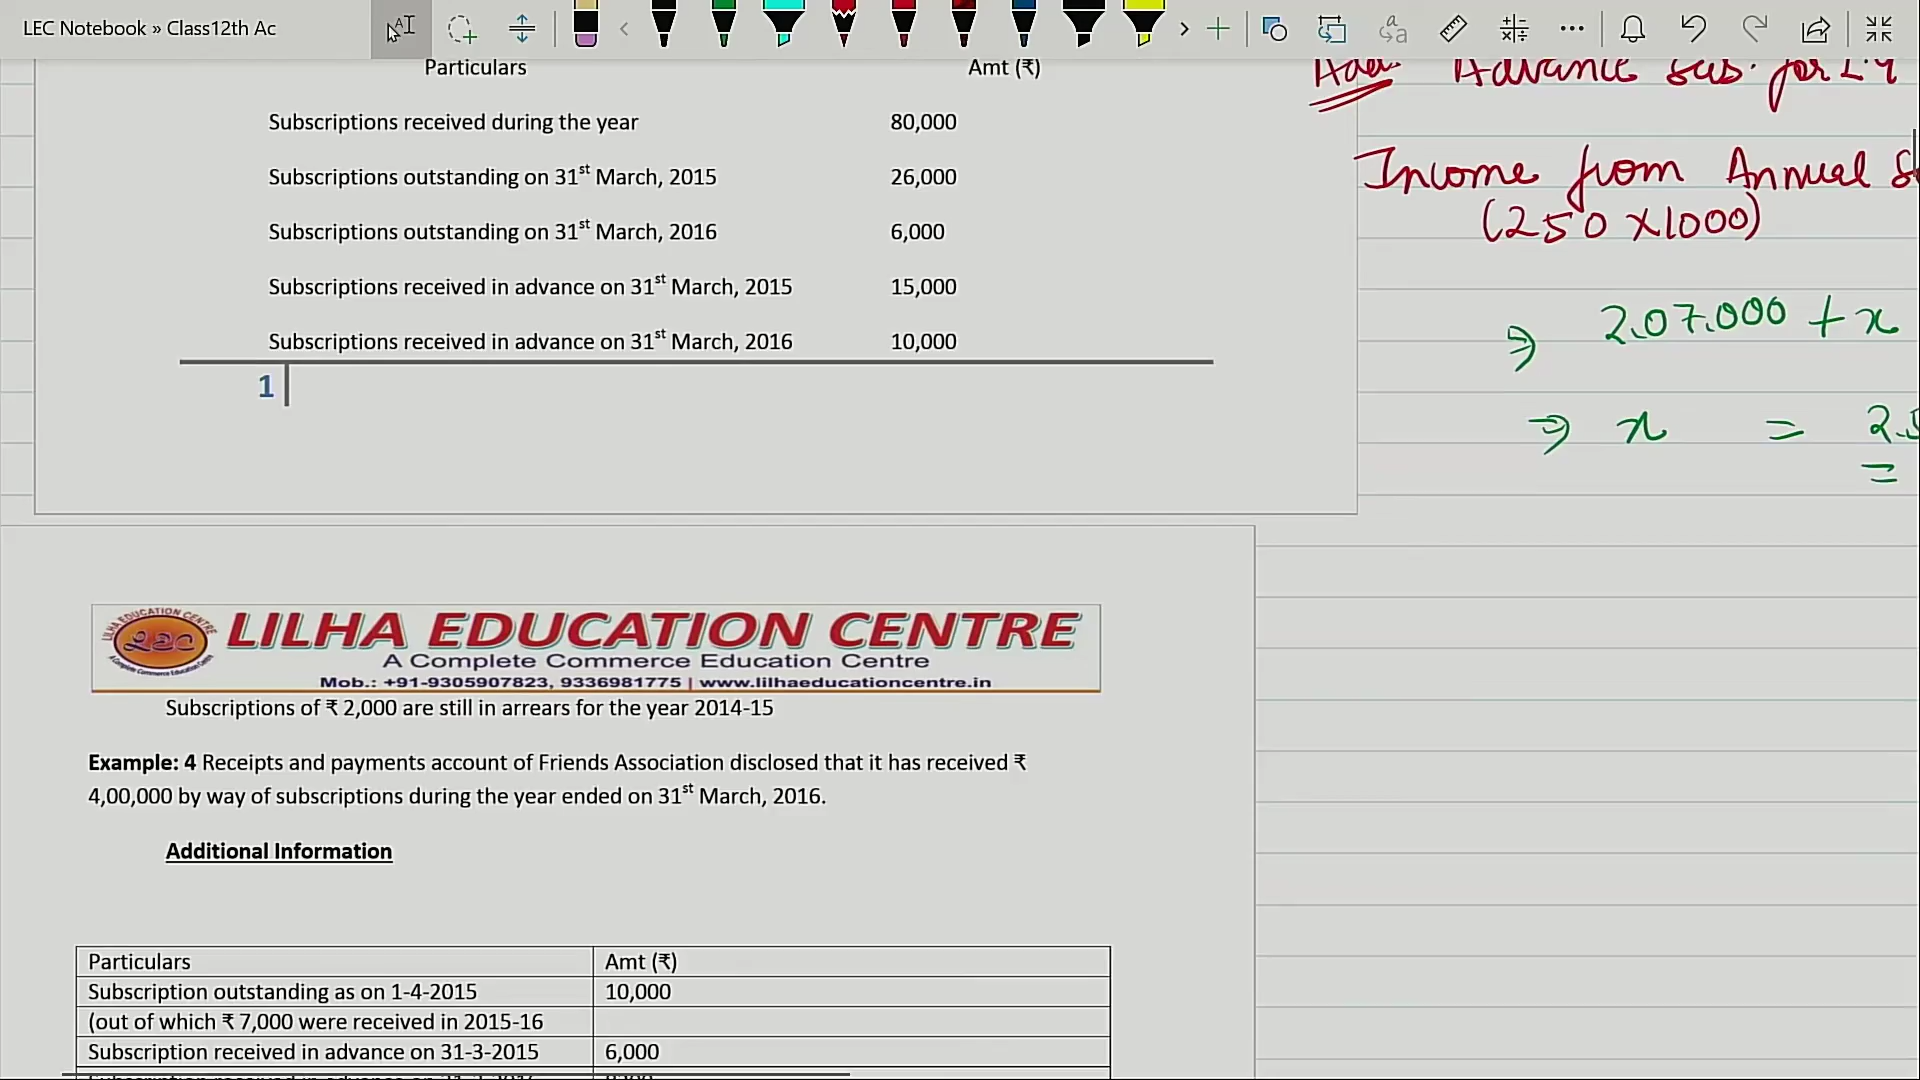 LEC Notebook » Class12th Ac
Particulars Amt (₹)
Subscriptions received during the year 80,000
Subscriptions outstanding on 31st March, 2015 26,000
Subscriptions outstanding on 31st March, 2016 6,000
Subscriptions received in advance on 31st March, 2015 15,000
Subscriptions received in advance on 31st March, 2016 10,000
1
Add: Advance Sub. for L.Y
Income from Annual S
(250 × 1000)
⇒ 2,07,000 + x
⇒ x = 2,5
=
LILHA EDUCATION CENTRE
A Complete Commerce Education Centre
Mob.: +91-9305907823, 9336981775 | www.lilhaeducationcentre.in
Subscriptions of ₹ 2,000 are still in arrears for the year 2014-15
Example: 4 Receipts and payments account of Friends Association disclosed that it has received ₹
4,00,000 by way of subscriptions during the year ended on 31st March, 2016.
Additional Information
Particulars Amt (₹)
Subscription outstanding as on 1-4-2015 10,000
(out of which ₹ 7,000 were received in 2015-16
Subscription received in advance on 31-3-2015 6,000